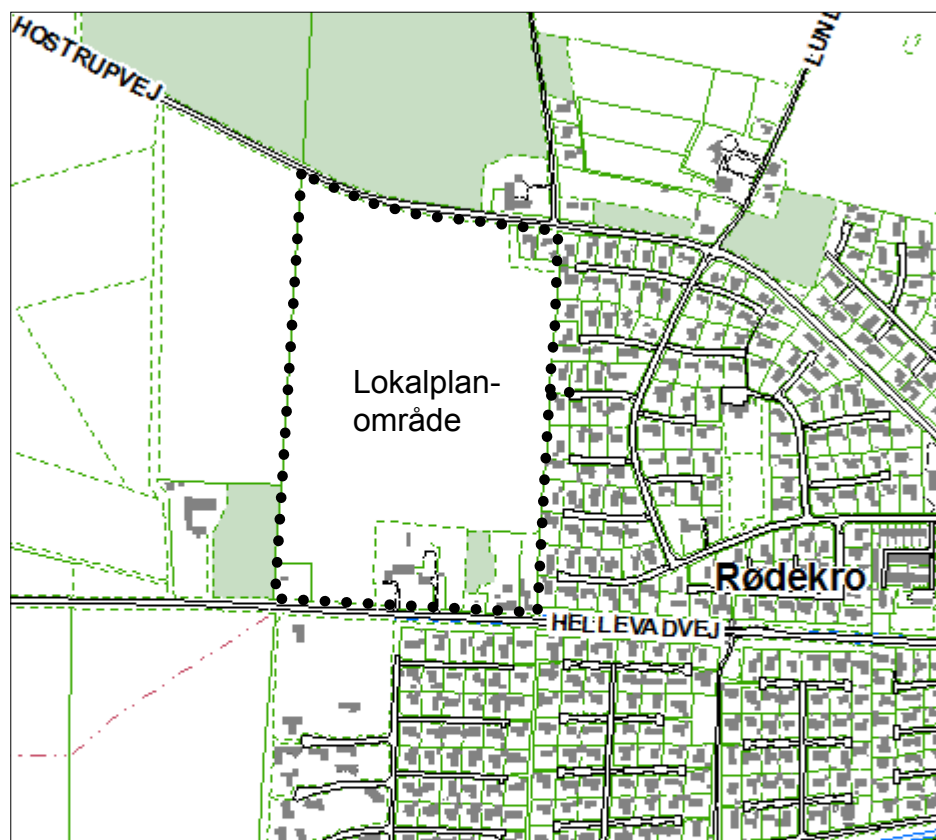 HOSTRUPVEJ
LUND
Lokalplan-
område
Rødekro
HELLEVADVEJ